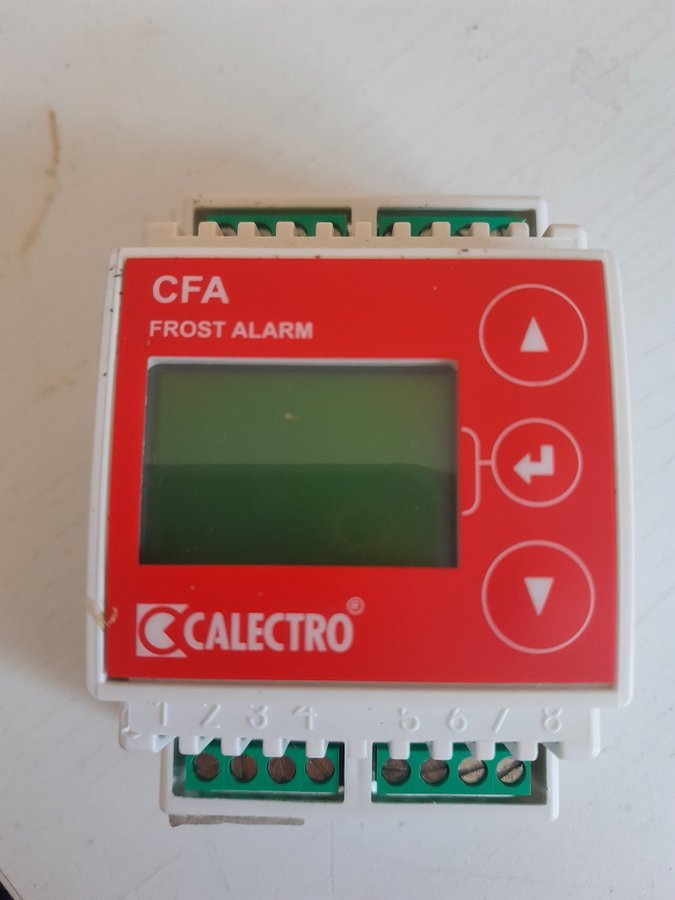 CFA
FROST ALARM
CALECTRO®
1 2 3 4 5 6 7 8